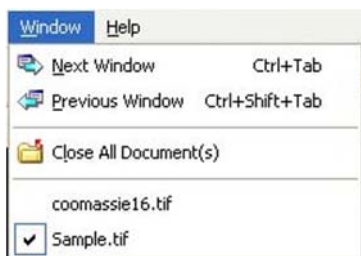 Window Help
Next Window Ctrl+Tab
Previous Window Ctrl+Shift+Tab
Close All Document(s)
coomassie16.tif
Sample.tif